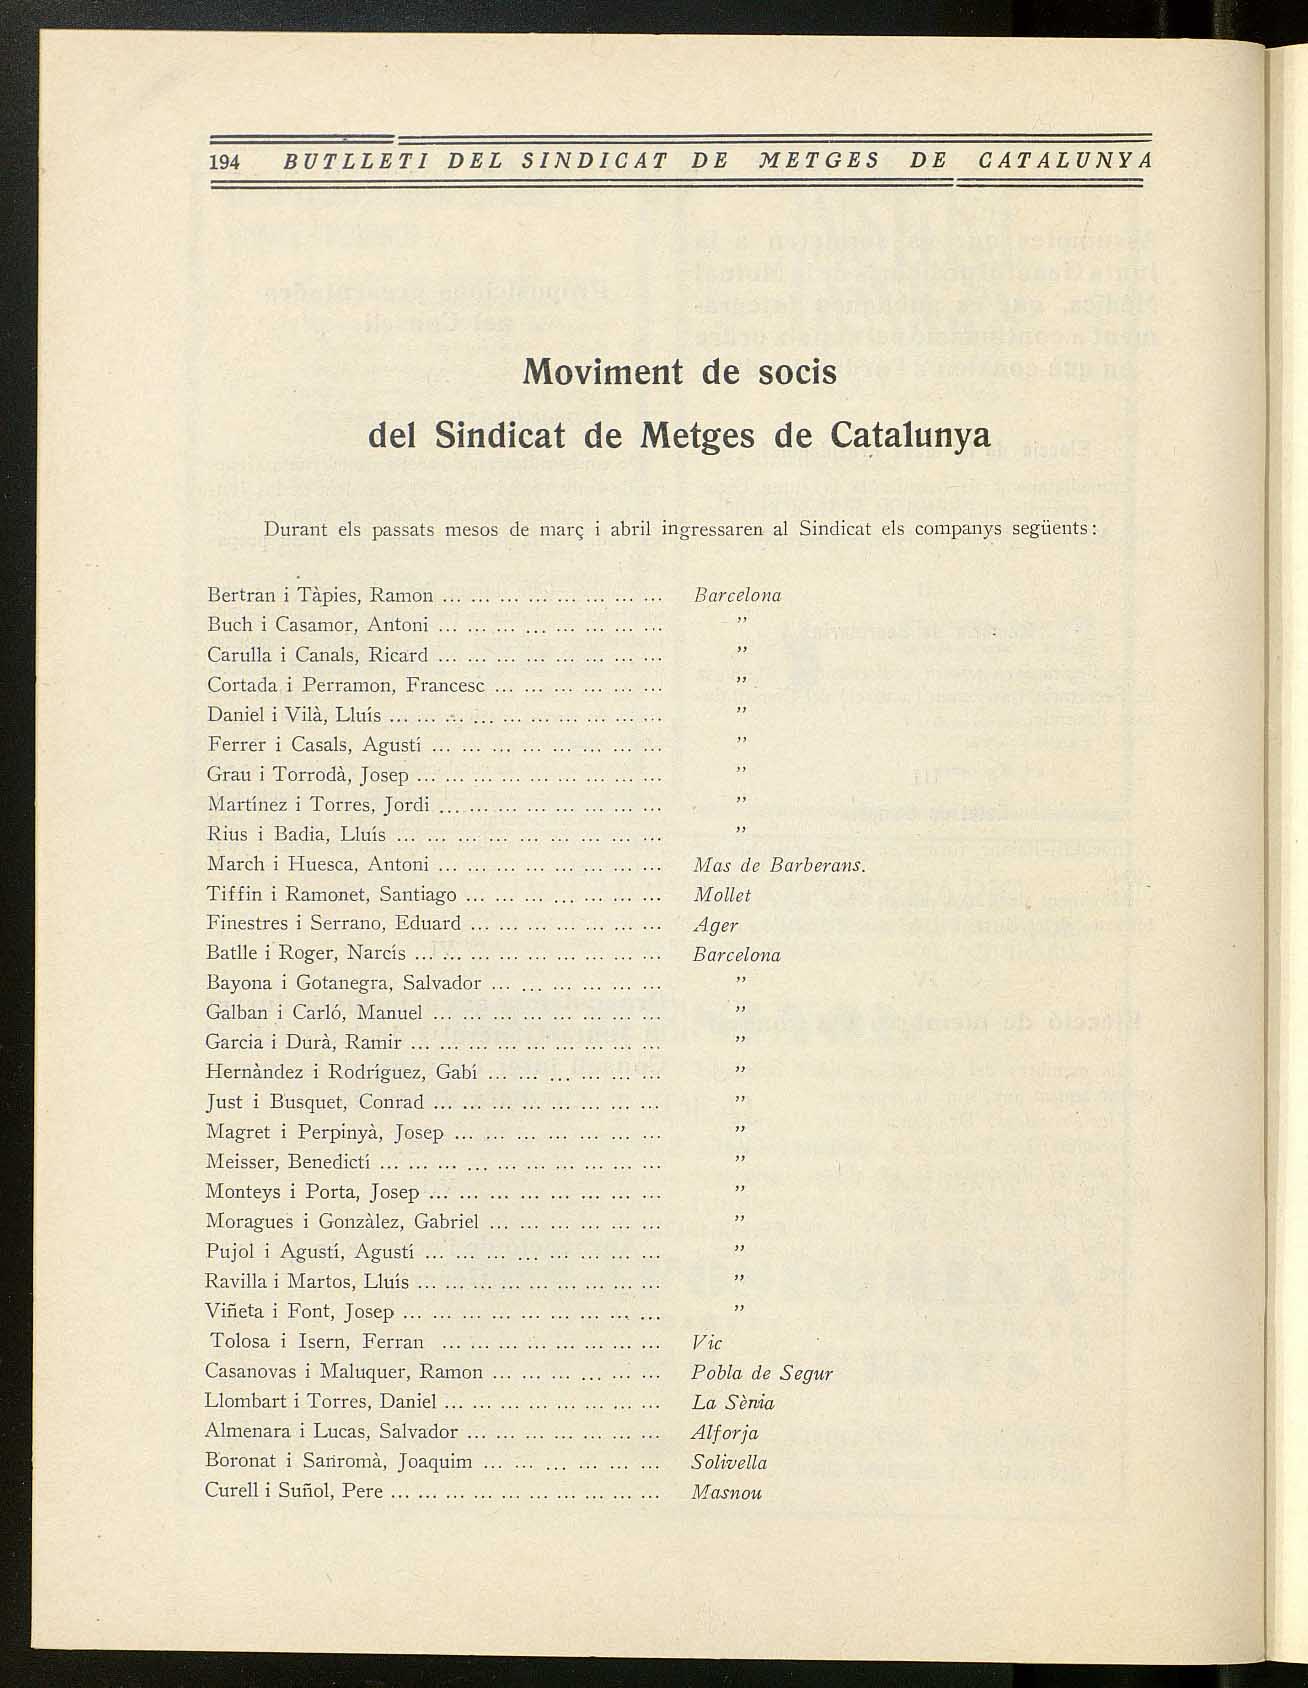 194 BUTLLETI DEL SINDICAT DE METGES DE CATALUNYA
Moviment de socis
del Sindicat de Metges de Catalunya
Durant els passats mesos de març i abril ingressaren al Sindicat els companys següents:
Bertran i Tàpies, Ramon ... ... ... ... ... ... ... ... Barcelona
Buch i Casamor, Antoni ... ... ... ... ... ... ... ... ”
Carulla i Canals, Ricard ... ... ... ... ... ... ... ... ”
Cortada i Perramon, Francesc ... ... ... ... ... ... ”
Daniel i Vilà, Lluís ... ... ... ... ... ... ... ... ... ... ”
Ferrer i Casals, Agustí ... ... ... ... ... ... ... ... ”
Grau i Torrodà, Josep ... ... ... ... ... ... ... ... ... ”
Martínez i Torres, Jordi ... ... ... ... ... ... ... ... ”
Rius i Badia, Lluís ... ... ... ... ... ... ... ... ... ”
March i Huesca, Antoni ... ... ... ... ... ... ... ... Mas de Barberans.
Tiffin i Ramonet, Santiago ... ... ... ... ... ... ... Mollet
Finestres i Serrano, Eduard ... ... ... ... ... ... ... Ager
Batlle i Roger, Narcís ... ... ... ... ... ... ... ... ... Barcelona
Bayona i Gotanegra, Salvador ... ... ... ... ... ... ”
Galban i Carló, Manuel ... ... ... ... ... ... ... ... ”
Garcia i Durà, Ramir ... ... ... ... ... ... ... ... ... ”
Hernàndez i Rodríguez, Gabí ... ... ... ... ... ... ”
Just i Busquet, Conrad ... ... ... ... ... ... ... ... ”
Magret i Perpinyà, Josep ... ... ... ... ... ... ... ”
Meisser, Benedictí ... ... ... ... ... ... ... ... ... ... ”
Monteys i Porta, Josep ... ... ... ... ... ... ... ... ”
Moragues i Gonzàlez, Gabriel ... ... ... ... ... ... ”
Pujol i Agustí, Agustí ... ... ... ... ... ... ... ... ”
Ravilla i Martos, Lluís ... ... ... ... ... ... ... ... ... ”
Viñeta i Font, Josep ... ... ... ... ... ... ... ... ... ”
Tolosa i Isern, Ferran ... ... ... ... ... ... ... ... Vic
Casanovas i Maluquer, Ramon ... ... ... ... ... ... Pobla de Segur
Llombart i Torres, Daniel ... ... ... ... ... ... ... ... La Sènia
Almenara i Lucas, Salvador ... ... ... ... ... ... ... Alforja
Boronat i Sanromà, Joaquim ... ... ... ... ... ... Solivella
Curell i Suñol, Pere ... ... ... ... ... ... ... ... ... ... Masnou